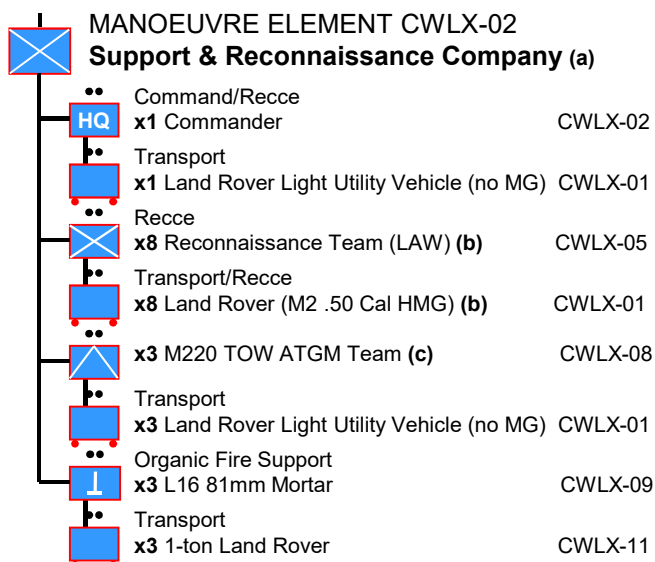 MANOEUVRE ELEMENT CWLX-02
Support & Reconnaissance Company (a)
Command/Recce
HQ x1 Commander CWLX-02
Transport
x1 Land Rover Light Utility Vehicle (no MG) CWLX-01
Recce
x8 Reconnaissance Team (LAW) (b) CWLX-05
Transport/Recce
x8 Land Rover (M2 .50 Cal HMG) (b) CWLX-01
x3 M220 TOW ATGM Team (c) CWLX-08
Transport
x3 Land Rover Light Utility Vehicle (no MG) CWLX-01
Organic Fire Support
x3 L16 81mm Mortar CWLX-09
Transport
x3 1-ton Land Rover CWLX-11